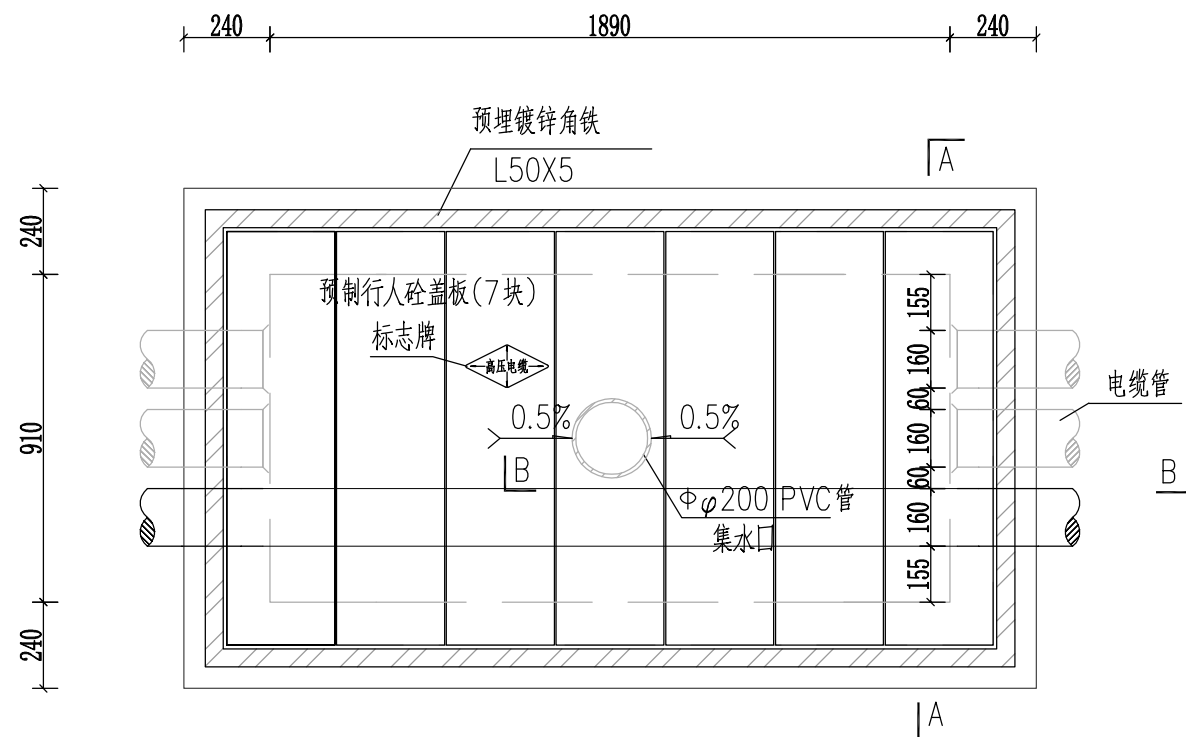 240
1890
240
预埋镀锌角铁
L50X5
A
240
预制行人砼盖板(7块)
155
标志牌
高压电缆
160
电缆管
60
0.5%
0.5%
910
160
B
60
B
Φφ200 PVC管
160
集水口
155
240
A